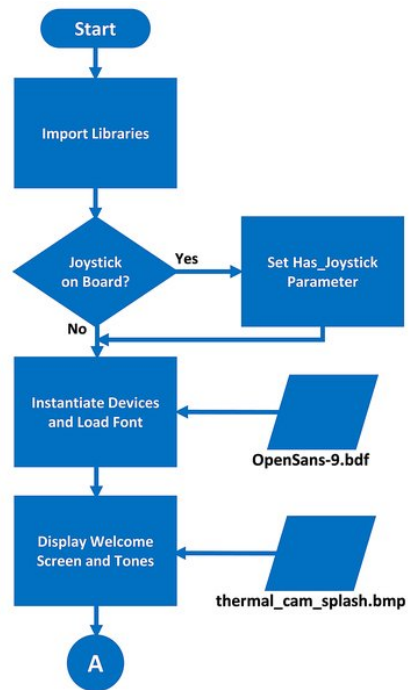 Start
Import Libraries
Joystick
on Board?
Yes
Set Has_Joystick
Parameter
No
Instantiate Devices
and Load Font
OpenSans-9.bdf
Display Welcome
Screen and Tones
thermal_cam_splash.bmp
A